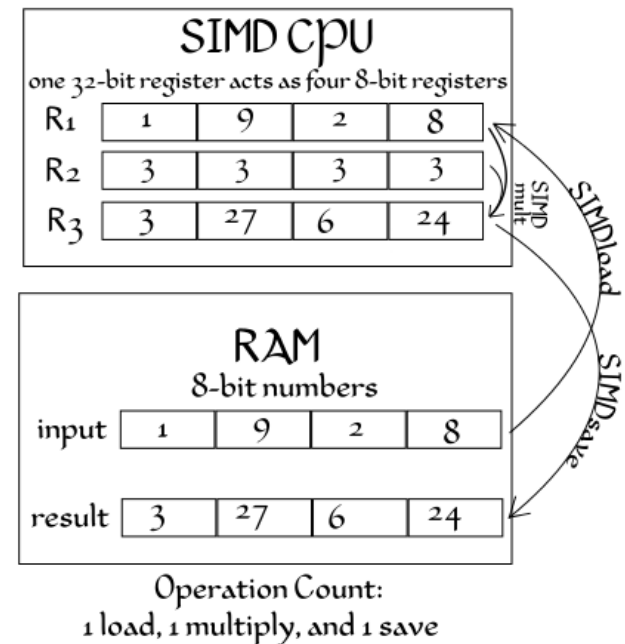 SIMD CPU
one 32-bit register acts as four 8-bit registers
R1 1 9 2 8
R2 3 3 3 3
R3 3 27 6 24
SIMD
mult
SIMDload
RAM
8-bit numbers
input 1 9 2 8
SIMDsave
result 3 27 6 24
Operation Count:
1 load, 1 multiply, and 1 save